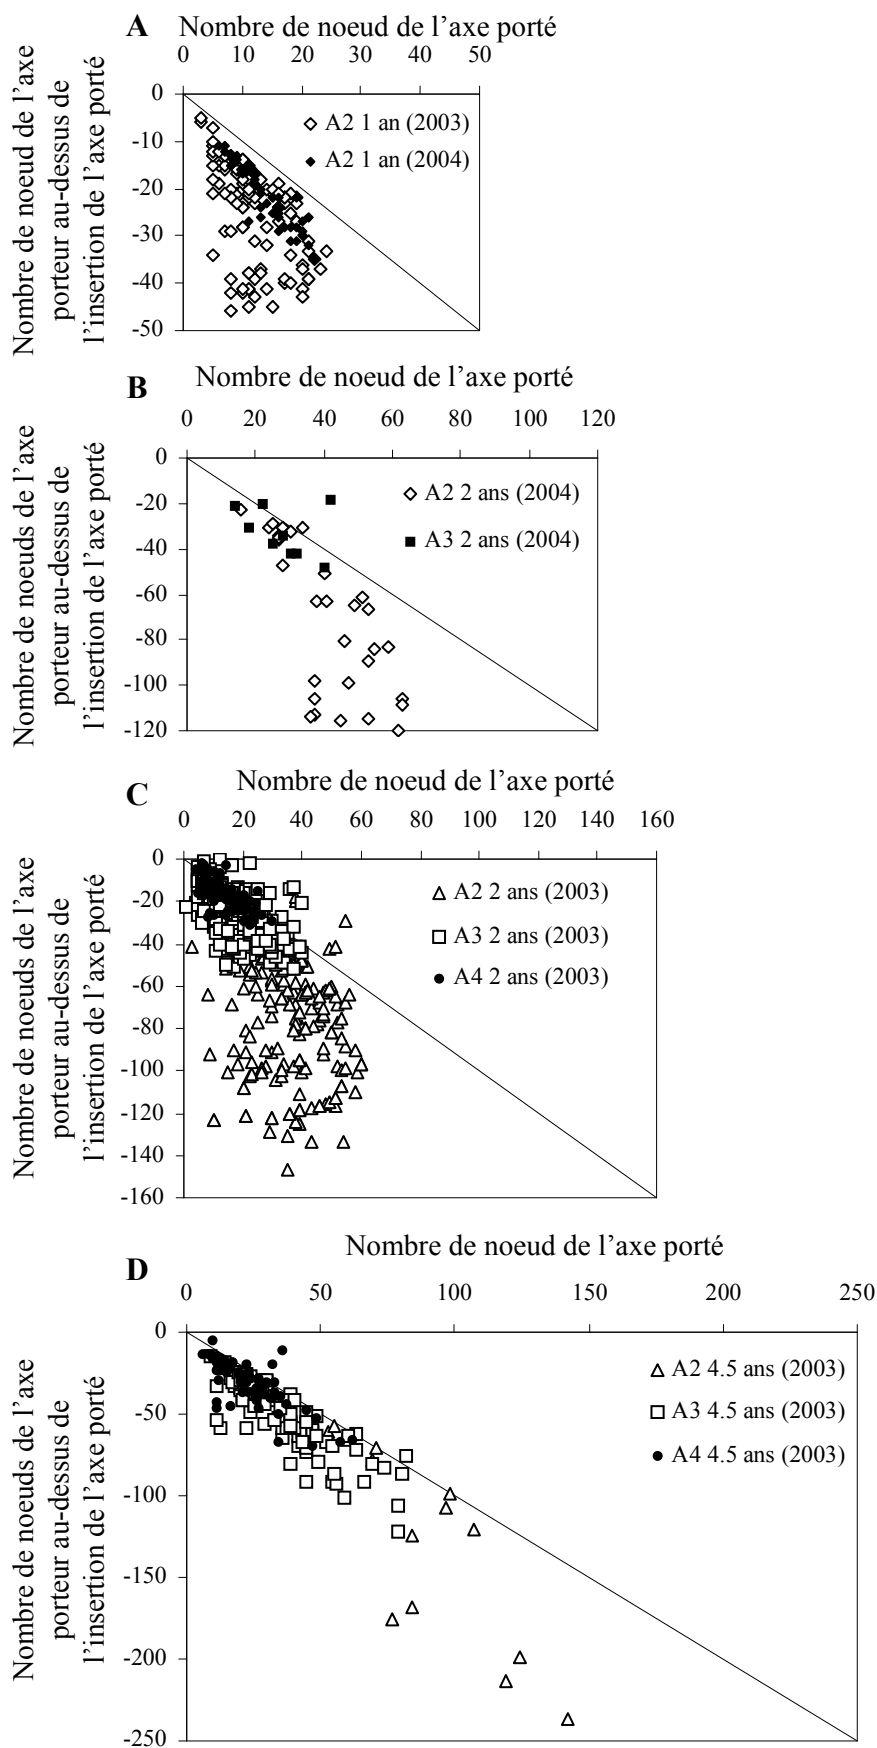 A Nombre de noeud de l’axe porté
0 10 20 30 40 50
Nombre de noeud de l’axe
porteur au-dessus de
l’insertion de l’axe porté
0
-10
-20
-30
-40
-50
A2 1 an (2003)
A2 1 an (2004)
B Nombre de noeud de l’axe porté
0 20 40 60 80 100 120
Nombre de noeuds de l’axe
porteur au-dessus de
l’insertion de l’axe porté
0
-20
-40
-60
-80
-100
-120
A2 2 ans (2004)
A3 2 ans (2004)
C Nombre de noeud de l’axe porté
0 20 40 60 80 100 120 140 160
Nombre de noeuds de l’axe
porteur au-dessus de
l’insertion de l’axe porté
0
-20
-40
-60
-80
-100
-120
-140
-160
A2 2 ans (2003)
A3 2 ans (2003)
A4 2 ans (2003)
D Nombre de noeud de l’axe porté
0 50 100 150 200 250
Nombre de noeuds de l’axe
porteur au-dessus de
l’insertion de l’axe porté
0
-50
-100
-150
-200
-250
A2 4.5 ans (2003)
A3 4.5 ans (2003)
A4 4.5 ans (2003)